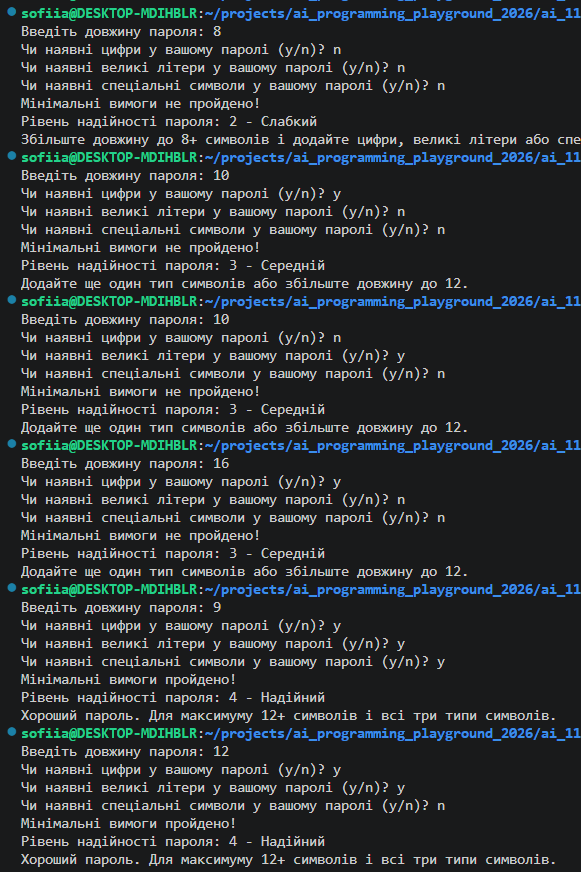 sofiia@DESKTOP-MDIHBLR:~/projects/ai_programming_playground_2026/ai_11
Введіть довжину пароля: 8
Чи наявні цифри у вашому паролі (y/n)? n
Чи наявні великі літери у вашому паролі (y/n)? n
Чи наявні спеціальні символи у вашому паролі (y/n)? n
Мінімальні вимоги не пройдено!
Рівень надійності пароля: 2 - Слабкий
Збільште довжину до 8+ символів і додайте цифри, великі літери або спе
sofiia@DESKTOP-MDIHBLR:~/projects/ai_programming_playground_2026/ai_11
Введіть довжину пароля: 10
Чи наявні цифри у вашому паролі (y/n)? y
Чи наявні великі літери у вашому паролі (y/n)? n
Чи наявні спеціальні символи у вашому паролі (y/n)? n
Мінімальні вимоги не пройдено!
Рівень надійності пароля: 3 - Середній
Додайте ще один тип символів або збільште довжину до 12.
sofiia@DESKTOP-MDIHBLR:~/projects/ai_programming_playground_2026/ai_11
Введіть довжину пароля: 10
Чи наявні цифри у вашому паролі (y/n)? n
Чи наявні великі літери у вашому паролі (y/n)? y
Чи наявні спеціальні символи у вашому паролі (y/n)? n
Мінімальні вимоги не пройдено!
Рівень надійності пароля: 3 - Середній
Додайте ще один тип символів або збільште довжину до 12.
sofiia@DESKTOP-MDIHBLR:~/projects/ai_programming_playground_2026/ai_11
Введіть довжину пароля: 16
Чи наявні цифри у вашому паролі (y/n)? y
Чи наявні великі літери у вашому паролі (y/n)? n
Чи наявні спеціальні символи у вашому паролі (y/n)? n
Мінімальні вимоги не пройдено!
Рівень надійності пароля: 3 - Середній
Додайте ще один тип символів або збільште довжину до 12.
sofiia@DESKTOP-MDIHBLR:~/projects/ai_programming_playground_2026/ai_11
Введіть довжину пароля: 9
Чи наявні цифри у вашому паролі (y/n)? y
Чи наявні великі літери у вашому паролі (y/n)? y
Чи наявні спеціальні символи у вашому паролі (y/n)? y
Мінімальні вимоги пройдено!
Рівень надійності пароля: 4 - Надійний
Хороший пароль. Для максимуму 12+ символів і всі три типи символів.
sofiia@DESKTOP-MDIHBLR:~/projects/ai_programming_playground_2026/ai_11
Введіть довжину пароля: 12
Чи наявні цифри у вашому паролі (y/n)? y
Чи наявні великі літери у вашому паролі (y/n)? y
Чи наявні спеціальні символи у вашому паролі (y/n)? n
Мінімальні вимоги пройдено!
Рівень надійності пароля: 4 - Надійний
Хороший пароль. Для максимуму 12+ символів і всі три типи символів.